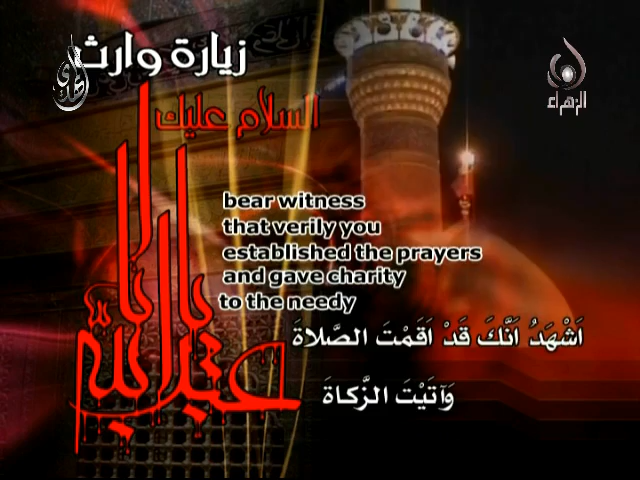 زيارة وارث
الهدى
الزهراء
السلام عليك
يا ابا
عبد الله
bear witness
that verily you
established the prayers
and gave charity
to the needy
اَشْهَدُ اَنَّكَ قَدْ اَقَمْتَ الصَّلاةَ
وَآتَيْتَ الزَّكاةَ